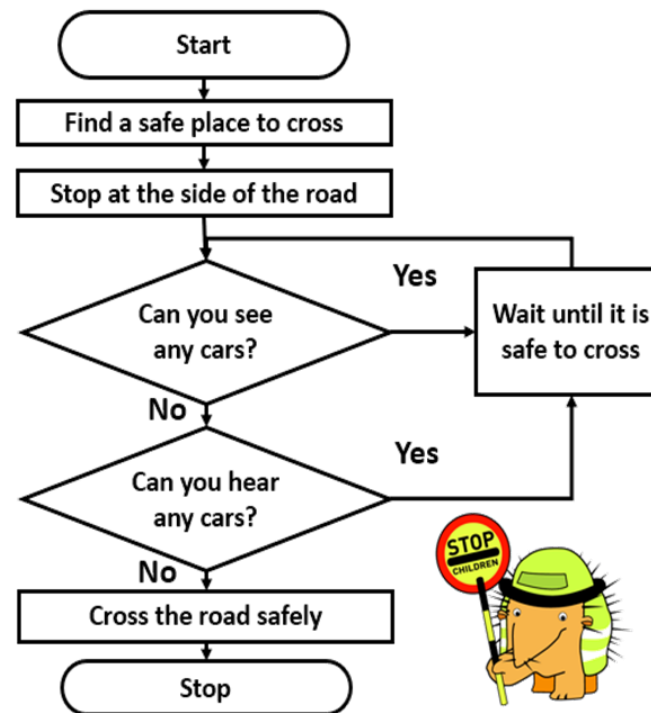 Start
Find a safe place to cross
Stop at the side of the road
Yes
Can you see
any cars?
Wait until it is
safe to cross
No
Yes
Can you hear
any cars?
No
STOP
CHILDREN
Cross the road safely
Stop